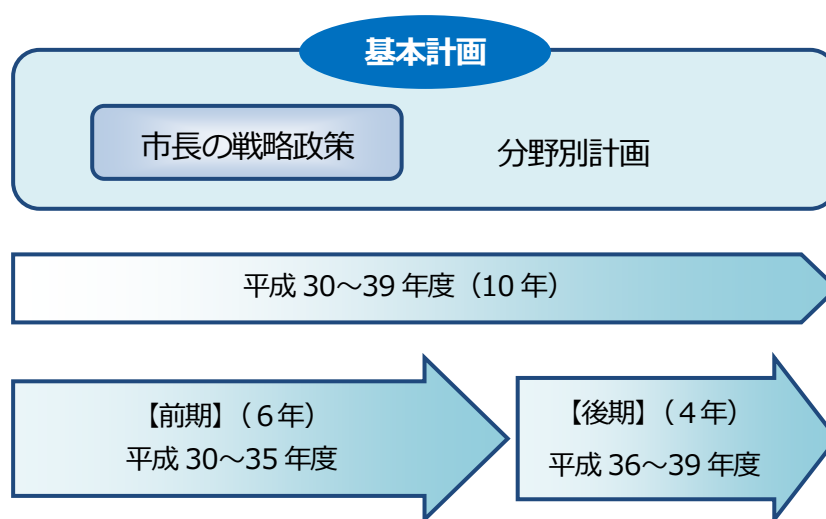 基本計画
市長の戦略政策
分野別計画
平成 30～39 年度（10 年）
【前期】（６年）
平成 30～35 年度
【後期】（４年）
平成 36～39 年度